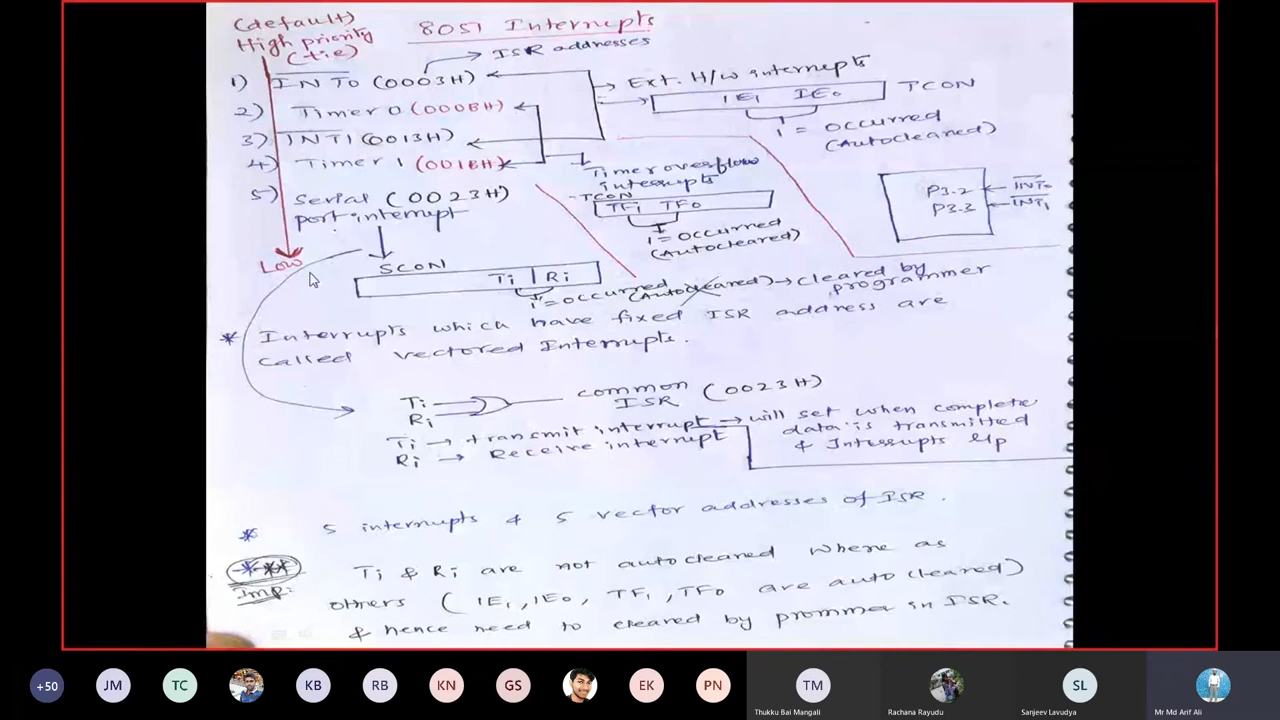 (default)
High priority
(tie)
8051 Interrupts
ISR addresses
1) INT0 (0003H)
2) Timer 0 (000BH)
3) INT1 (0013H)
4) Timer 1 (001BH)
5) Serial (0023H)
port interrupt
Low
Ext. H/W interrupts
IE1 IE0 TCON
1 = occurred
(Autocleared)
Timer overflow
interrupts
TCON
TF1 TF0
1 = occurred
(Autocleared)
P3.2 INT0
P3.3 INT1
SCON
Ti Ri
1 = occurred (Autocleared) → cleared by
programmer
* Interrupts which have fixed ISR address are
called vectored Interrupts.
Ti
Ri
common (0023H)
ISR
Ti → transmit interrupt → will set when complete
data is transmitted
& Interrupts µp
Ri → Receive interrupt
* 5 interrupts & 5 vector addresses of ISR.
***
Imp:
Ti & Ri are not autocleared where as
others (IE1, IE0, TF1, TF0 are auto cleared)
& hence need to cleared by prommer in ISR.
+50 JM TC KB RB KN GS EK PN TM SL
Thukku Bai Mangali Rachana Rayudu Sanjeev Lavudya Mr Md Arif Ali